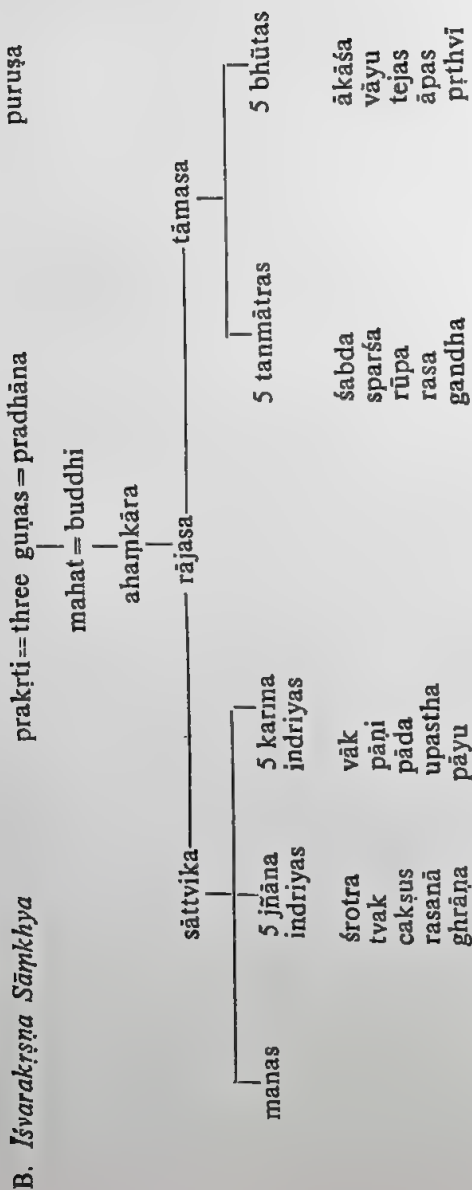 B. Iśvarakṛṣna Sāṃkhya
prakṛti=three guṇas=pradhāna puruṣa
mahat=buddhi
ahaṃkāra
sāttvika rājasa tāmasa
manas 5 jñāna indriyas 5 karma indriyas 5 tanmātras 5 bhūtas
śrotra vāk śabda ākāśa
tvak pāṇi sparśa vāyu
cakṣus pāda rūpa tejas
rasanā upastha rasa āpas
ghrāṇa pāyu gandha pṛthvī